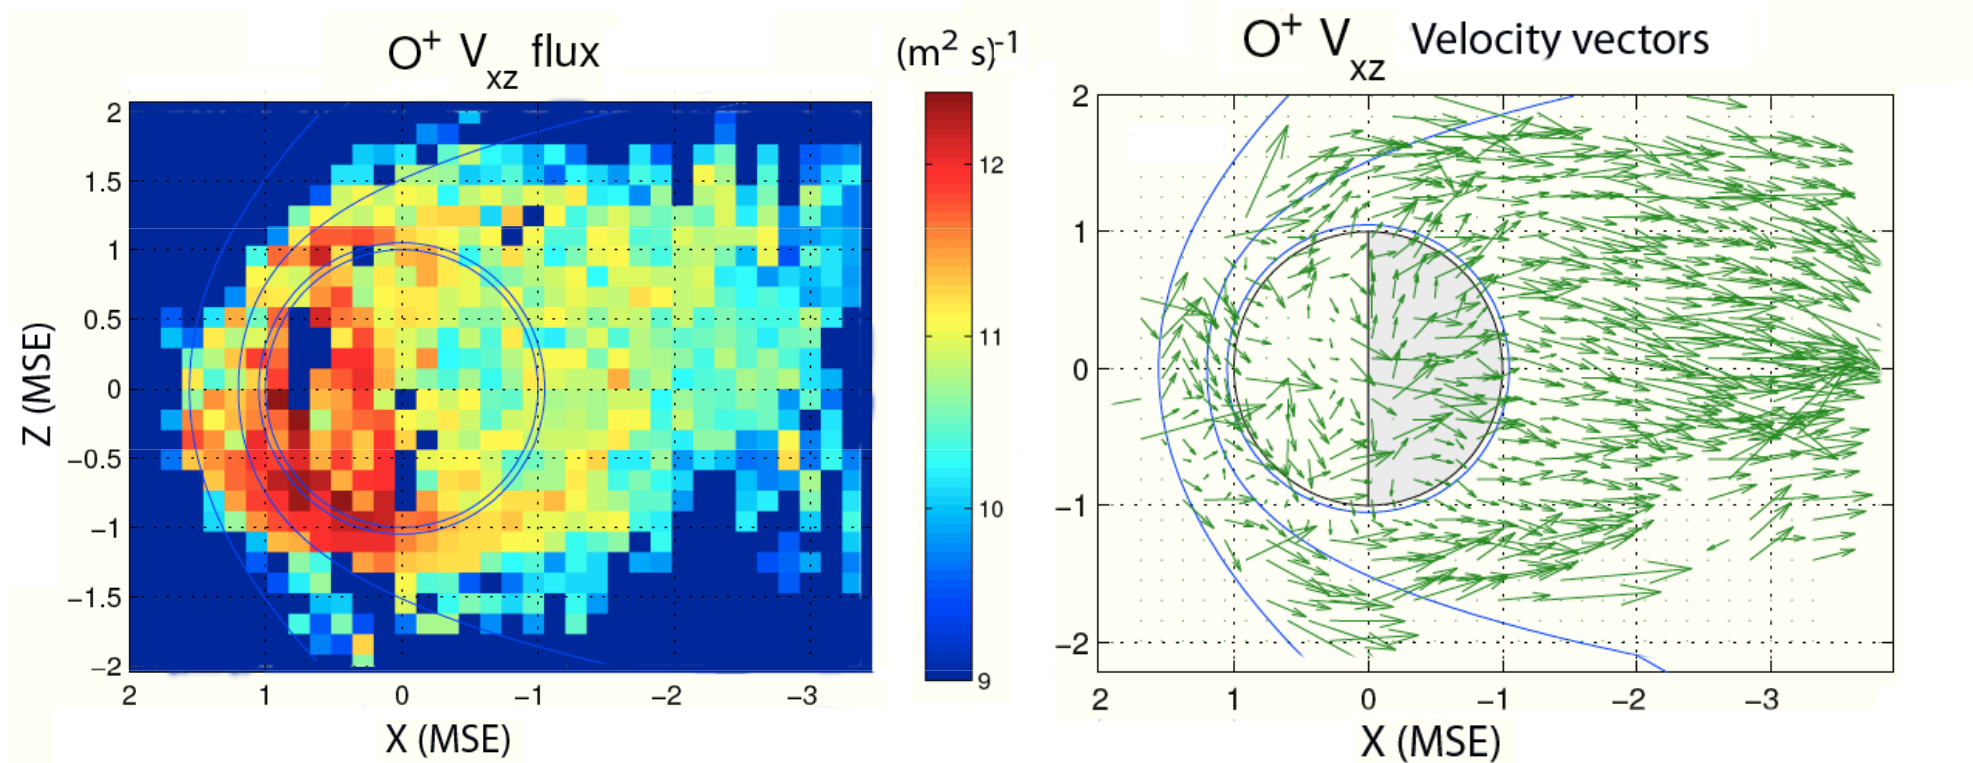 O⁺ Vxz flux
(m² s)⁻¹
2
1.5
1
0.5
0
−0.5
−1
−1.5
−2
Z (MSE)
2 1 0 −1 −2 −3
X (MSE)
12
11
10
9
O⁺ Vxz Velocity vectors
2
1
0
−1
−2
2 1 0 −1 −2 −3
X (MSE)